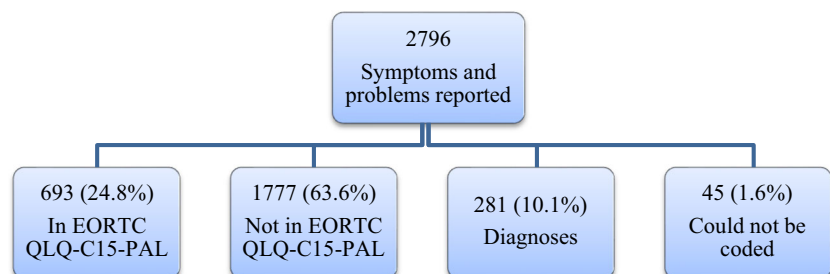 2796
Symptoms and
problems reported
693 (24.8%)
In EORTC
QLQ-C15-PAL
1777 (63.6%)
Not in EORTC
QLQ-C15-PAL
281 (10.1%)
Diagnoses
45 (1.6%)
Could not be
coded